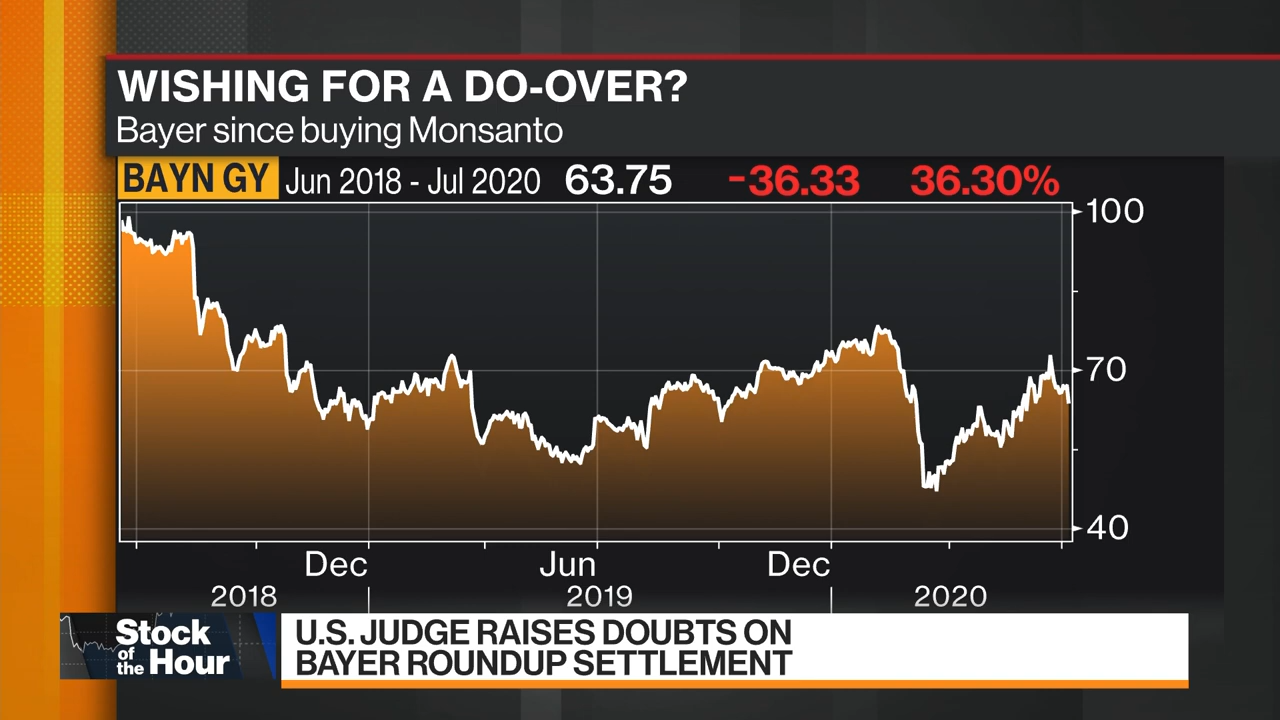 WISHING FOR A DO-OVER?
Bayer since buying Monsanto
BAYN GY Jun 2018 - Jul 2020 63.75 -36.33 36.30%
100
70
40
Dec Jun Dec
2018 2019 2020
Stock
of
the Hour
U.S. JUDGE RAISES DOUBTS ON
BAYER ROUNDUP SETTLEMENT